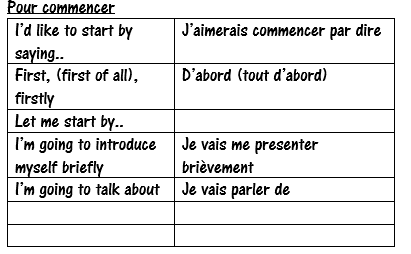 Pour commencer
I'd like to start by J'aimerais commencer par dire
saying..
First, (first of all), D'abord (tout d'abord)
firstly
Let me start by..
I'm going to introduce Je vais me presenter
myself briefly brièvement
I'm going to talk about Je vais parler de